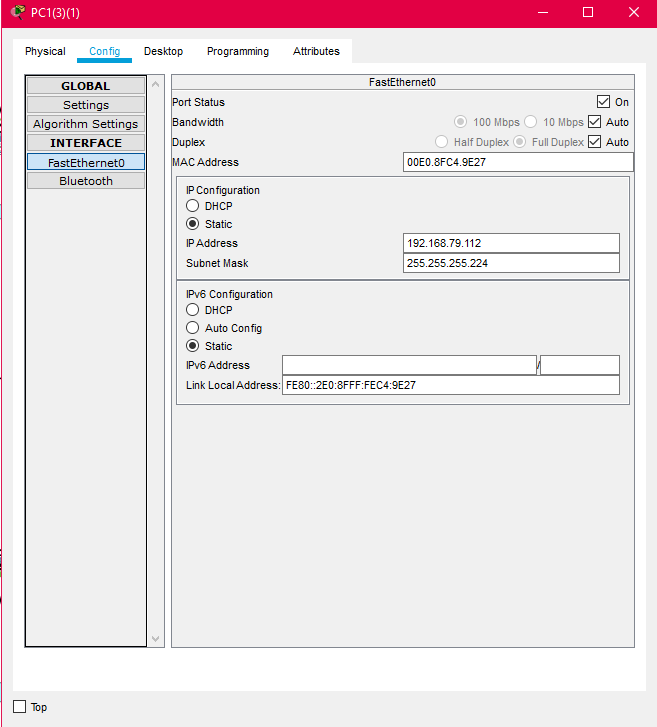 PC1(3)(1)
Physical Config Desktop Programming Attributes
GLOBAL
Settings
Algorithm Settings
INTERFACE
FastEthernet0
Bluetooth
FastEthernet0
Port Status On
Bandwidth 100 Mbps 10 Mbps Auto
Duplex Half Duplex Full Duplex Auto
MAC Address 00E0.8FC4.9E27
IP Configuration
DHCP
Static
IP Address 192.168.79.112
Subnet Mask 255.255.255.224
IPv6 Configuration
DHCP
Auto Config
Static
IPv6 Address /
Link Local Address: FE80::2E0:8FFF:FEC4:9E27
Top